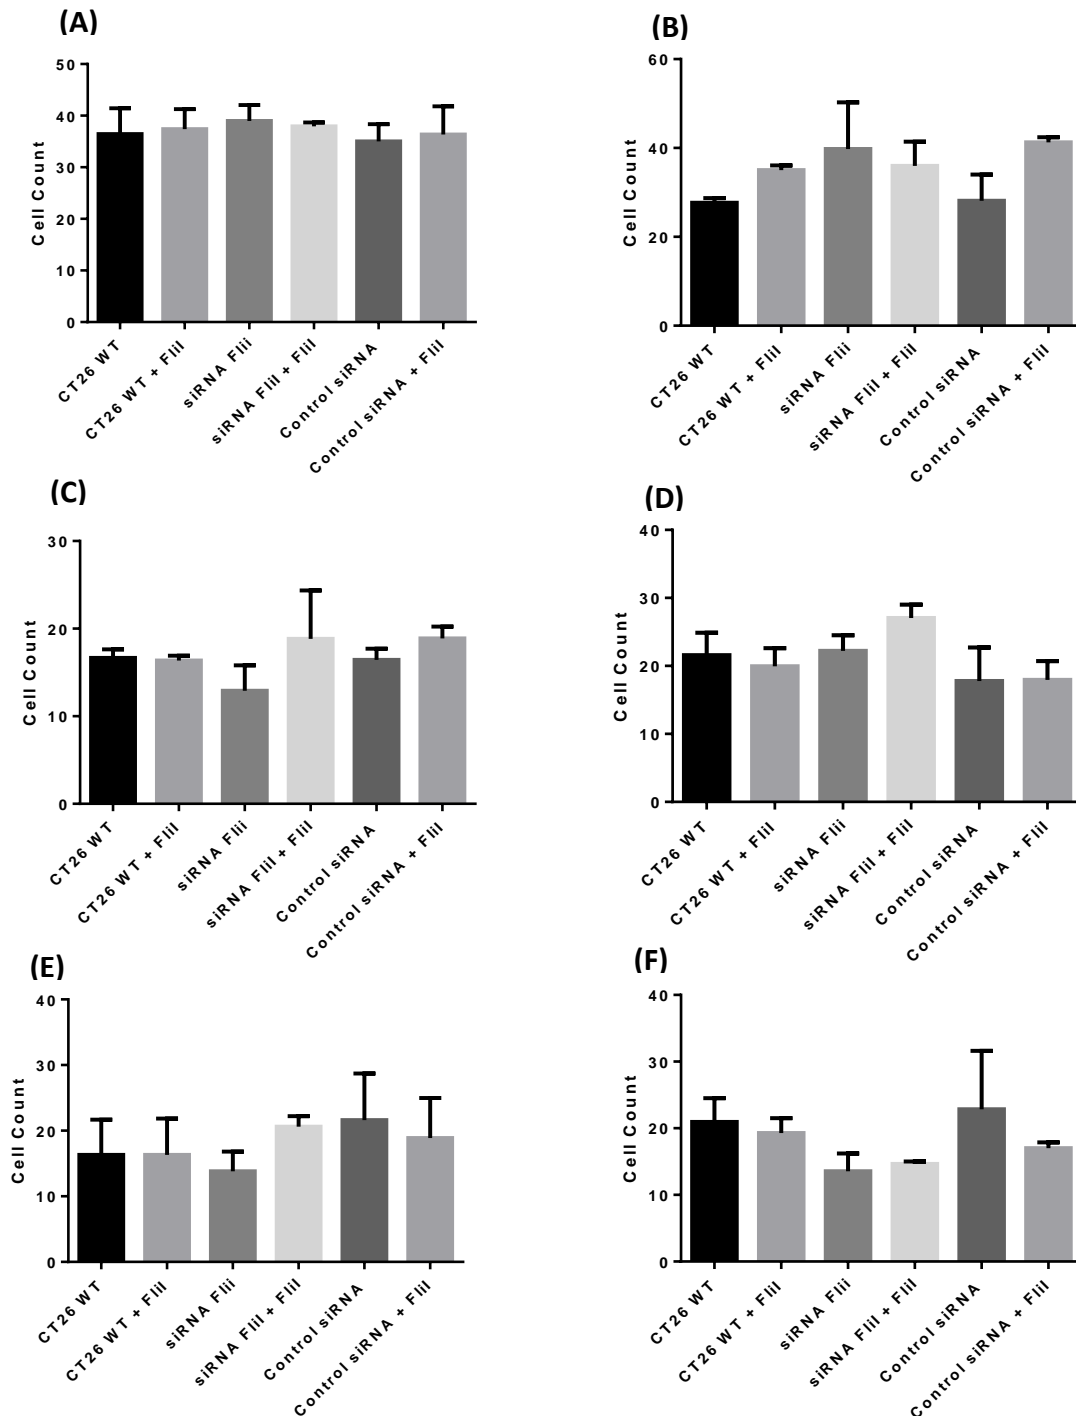 (A)
50
40
30
20
10
0
Cell Count
CT26 WT
CT26 WT + FliI
siRNA Flii
siRNA FliI + FliI
Control siRNA
Control siRNA + FliI
(B)
60
40
20
0
Cell Count
CT26 WT
CT26 WT + FliI
siRNA Flii
siRNA FliI + FliI
Control siRNA
Control siRNA + FliI
(C)
30
20
10
0
Cell Count
CT26 WT
CT26 WT + FliI
siRNA Flii
siRNA FliI + FliI
Control siRNA
Control siRNA + FliI
(D)
40
30
20
10
0
Cell Count
CT26 WT
CT26 WT + FliI
siRNA Flii
siRNA FliI + FliI
Control siRNA
Control siRNA + FliI
(E)
40
30
20
10
0
Cell Count
CT26 WT
CT26 WT + FliI
siRNA Flii
siRNA FliI + FliI
Control siRNA
Control siRNA + FliI
(F)
40
30
20
10
0
Cell Count
CT26 WT
CT26 WT + FliI
siRNA Flii
siRNA FliI + FliI
Control siRNA
Control siRNA + FliI